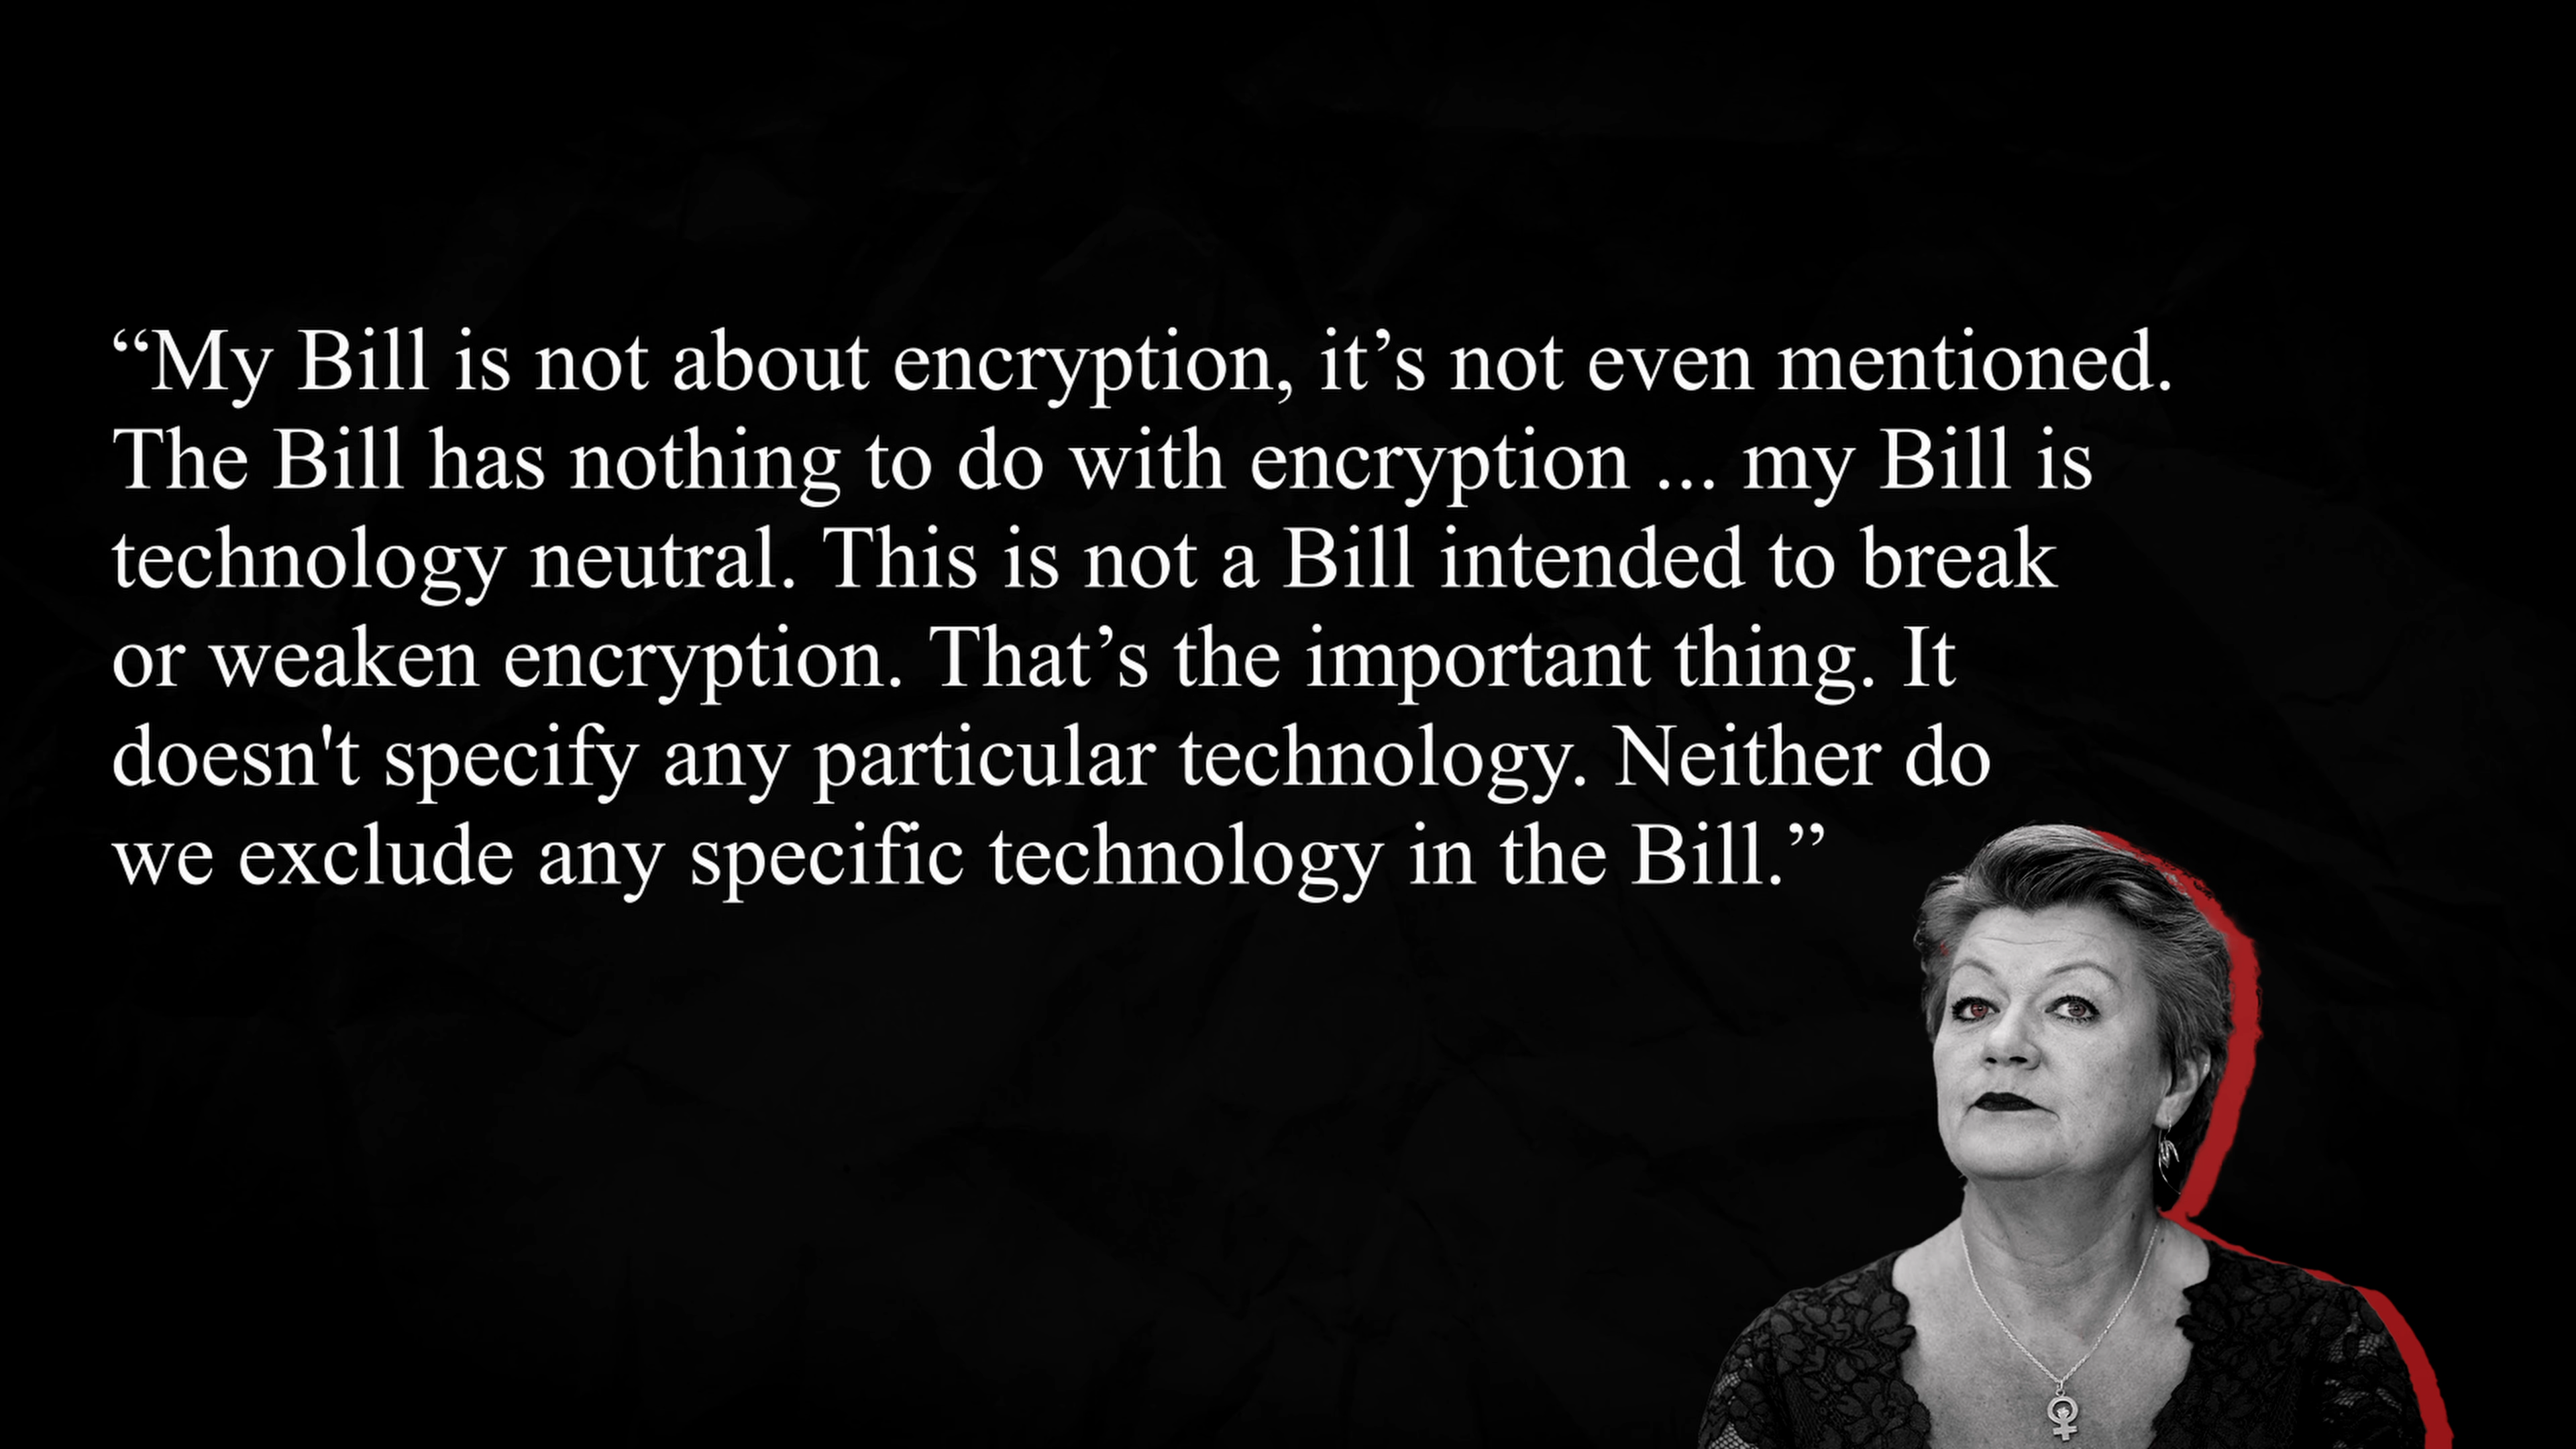 “My Bill is not about encryption, it’s not even mentioned.
The Bill has nothing to do with encryption ... my Bill is
technology neutral. This is not a Bill intended to break
or weaken encryption. That’s the important thing. It
doesn't specify any particular technology. Neither do
we exclude any specific technology in the Bill.”